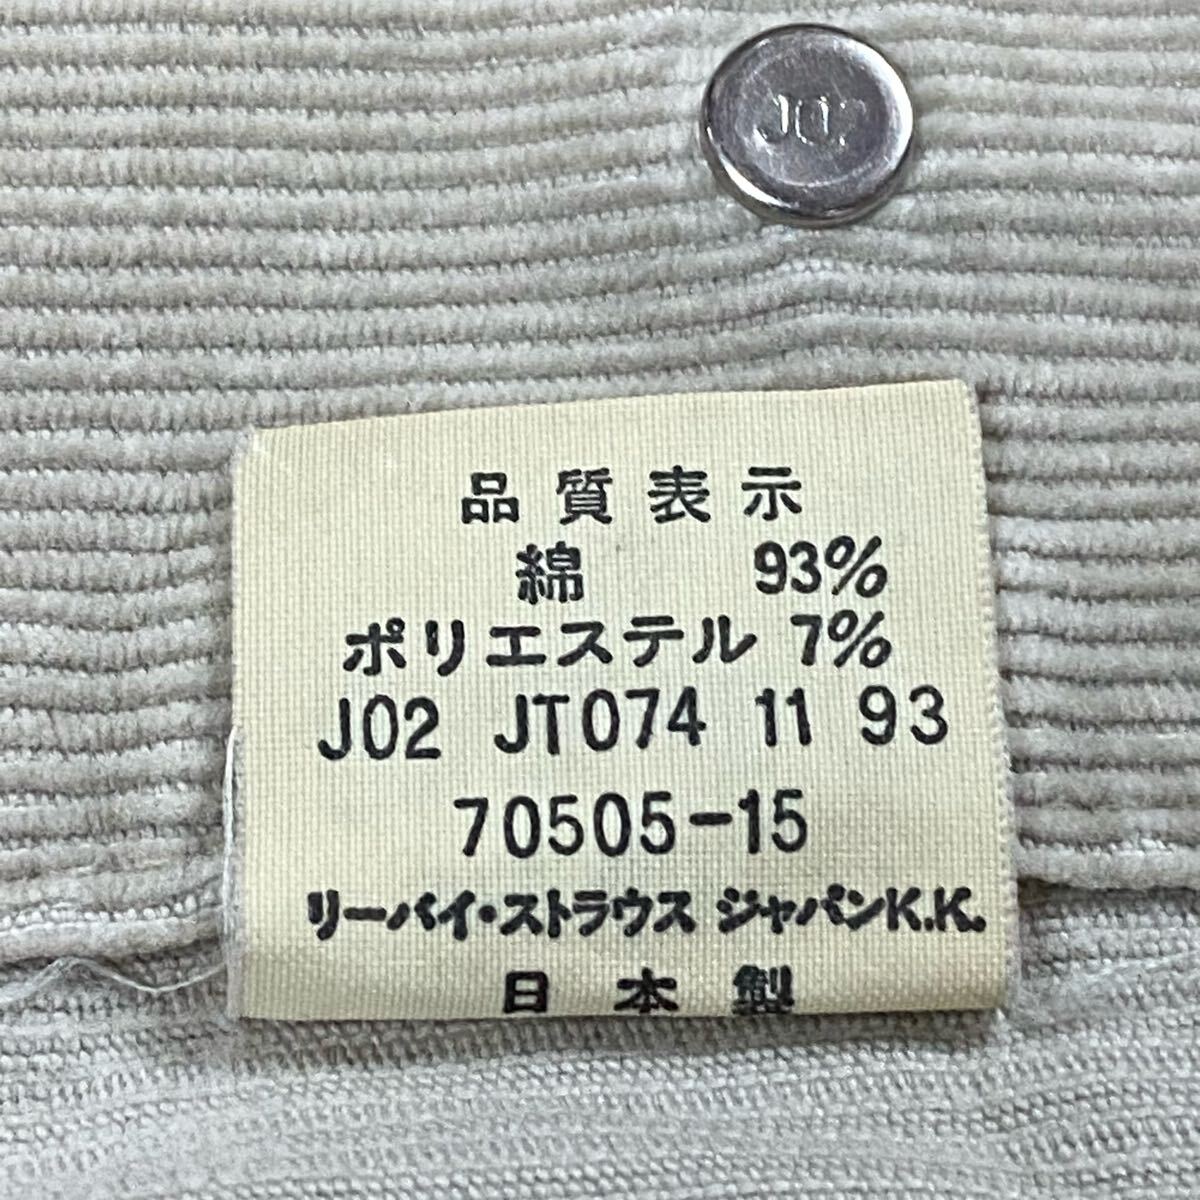 J02
品質表示
綿 93%
ポリエステル 7%
J02 JT074 11 93
70505-15
リーバイ・ストラウス ジャパンK.K.
日本製